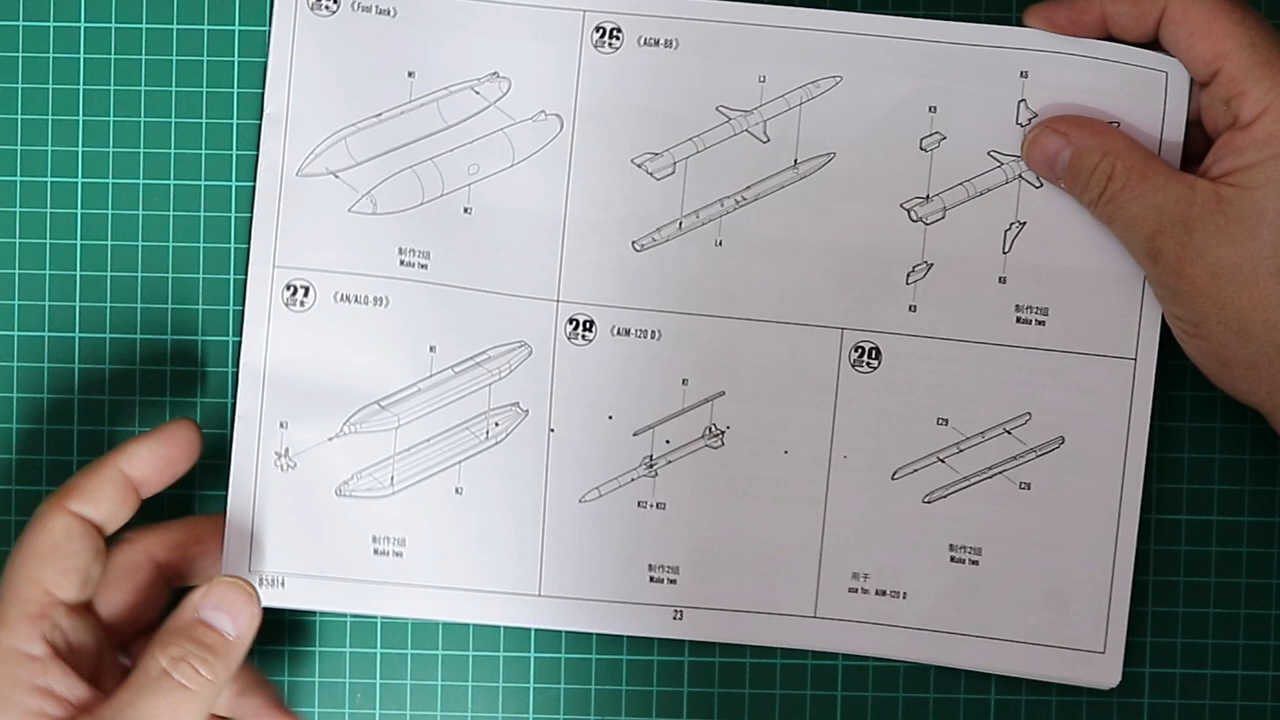 《Fuel Tank》
M1
M2
制作2组
Make two
26
《AGM-88》
L3
L4
K5
K6
K6
K5
制作2组
Make two
27
《AN/ALQ-99》
N1
N2
N3
制作2组
Make two
28
《AIM-120 D》
K1
K12+K13
制作2组
Make two
29
E29
E26
制作2组
Make two
用于
use for: AIM-120 D
85814
23